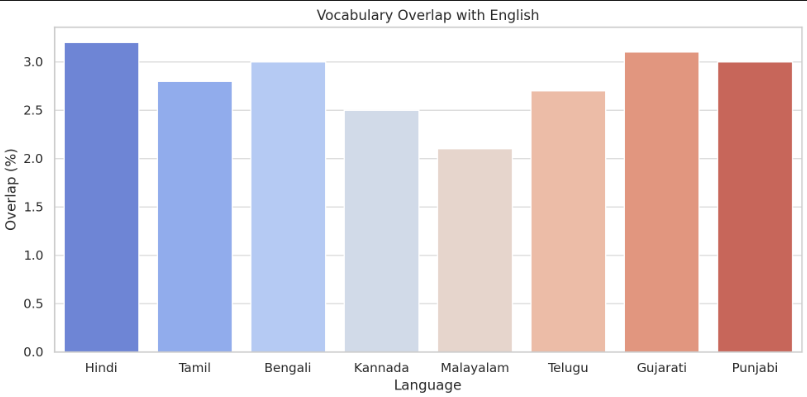 Vocabulary Overlap with English
Overlap (%)
3.0
2.5
2.0
1.5
1.0
0.5
0.0
Hindi Tamil Bengali Kannada Malayalam Telugu Gujarati Punjabi
Language